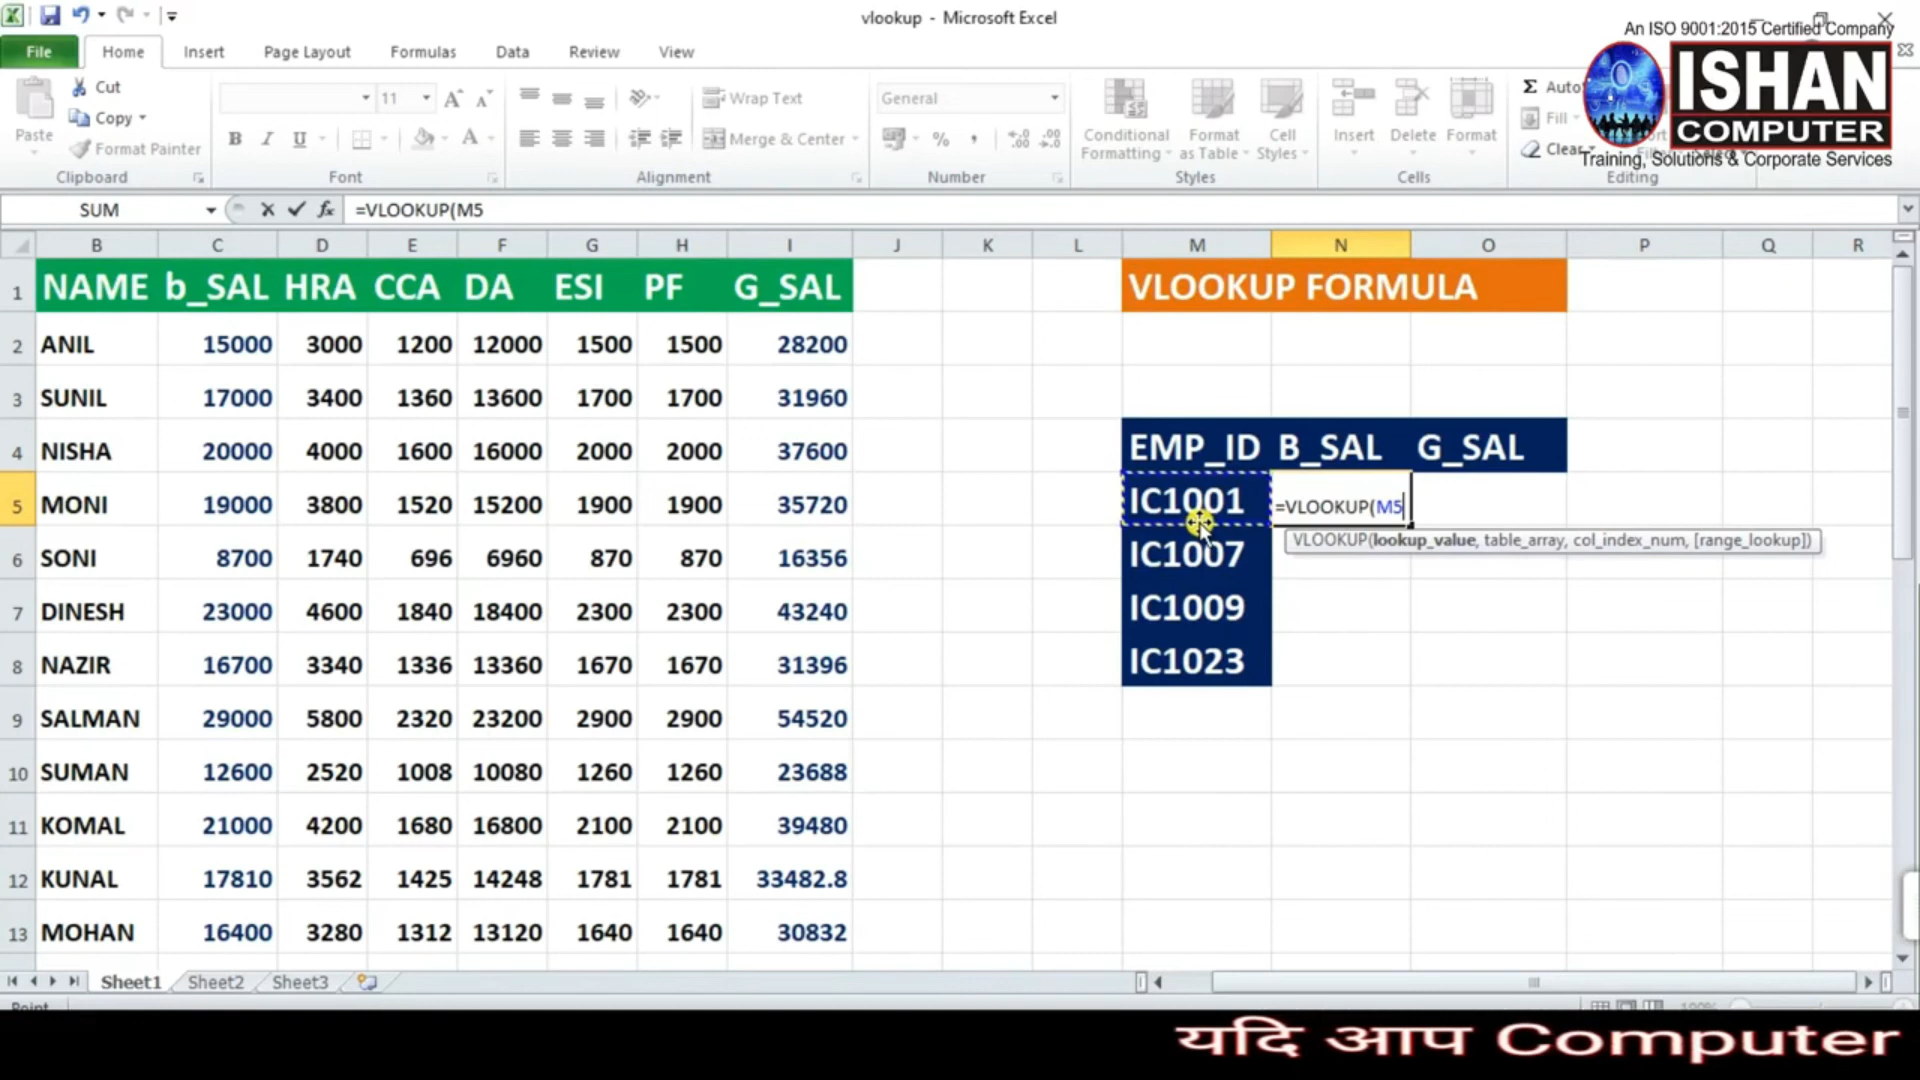 vlookup - Microsoft Excel
An ISO 9001:2015 Certified Company
ISHAN
COMPUTER
Training, Solutions & Corporate Services
File Home Insert Page Layout Formulas Data Review View
Paste Cut Copy Format Painter
Clipboard
11
B I U A
Font
Wrap Text
Merge & Center
Alignment
General
%
Number
Conditional Formatting Format as Table Cell Styles
Styles
Insert Delete Format
Cells
Σ Auto
Fill
Clear
Editing
SUM fx =VLOOKUP(M5
B C D E F G H I J K L M N O P Q R
1 NAME b_SAL HRA CCA DA ESI PF G_SAL VLOOKUP FORMULA
2 ANIL 15000 3000 1200 12000 1500 1500 28200
3 SUNIL 17000 3400 1360 13600 1700 1700 31960
4 NISHA 20000 4000 1600 16000 2000 2000 37600 EMP_ID B_SAL G_SAL
5 MONI 19000 3800 1520 15200 1900 1900 35720 IC1001 =VLOOKUP(M5
VLOOKUP(lookup_value, table_array, col_index_num, [range_lookup])
6 SONI 8700 1740 696 6960 870 870 16356 IC1007
7 DINESH 23000 4600 1840 18400 2300 2300 43240 IC1009
8 NAZIR 16700 3340 1336 13360 1670 1670 31396 IC1023
9 SALMAN 29000 5800 2320 23200 2900 2900 54520
10 SUMAN 12600 2520 1008 10080 1260 1260 23688
11 KOMAL 21000 4200 1680 16800 2100 2100 39480
12 KUNAL 17810 3562 1425 14248 1781 1781 33482.8
13 MOHAN 16400 3280 1312 13120 1640 1640 30832
Sheet1 Sheet2 Sheet3
Point 100%
यदि आप Computer